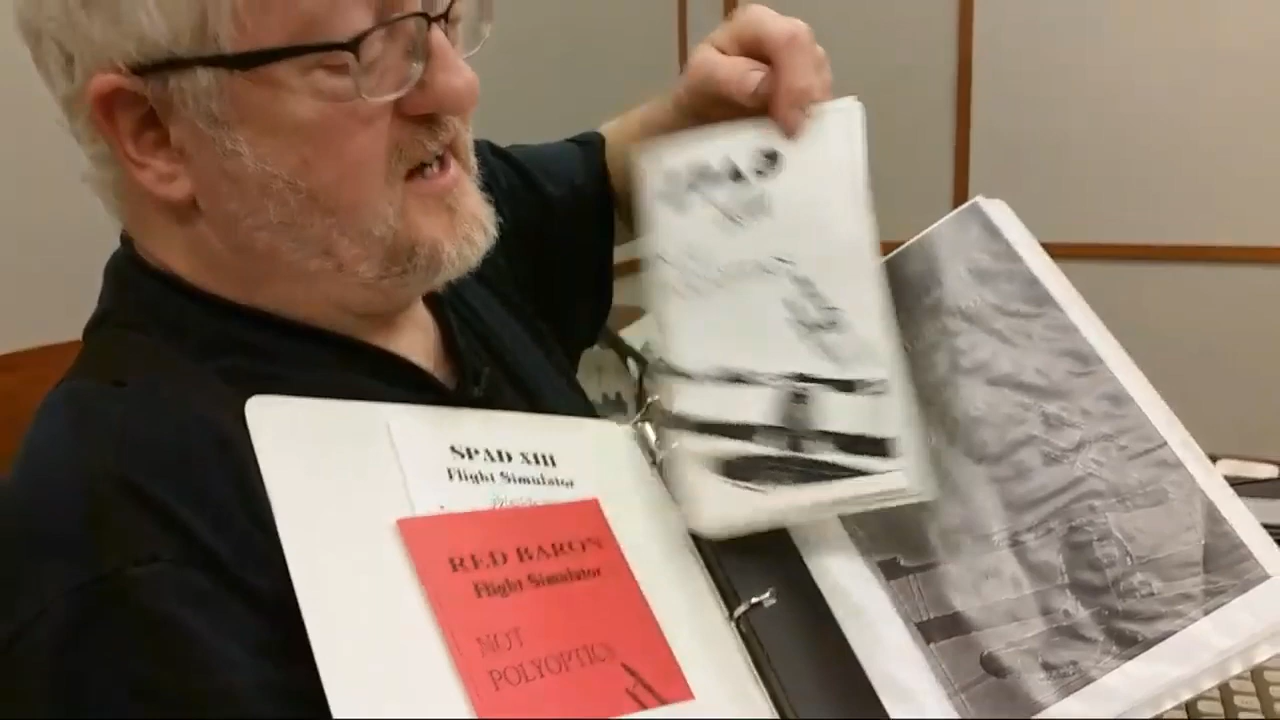 SPAD XIII
Flight Simulator
RED BARON
Flight Simulator
NOT
POLYOPTICS